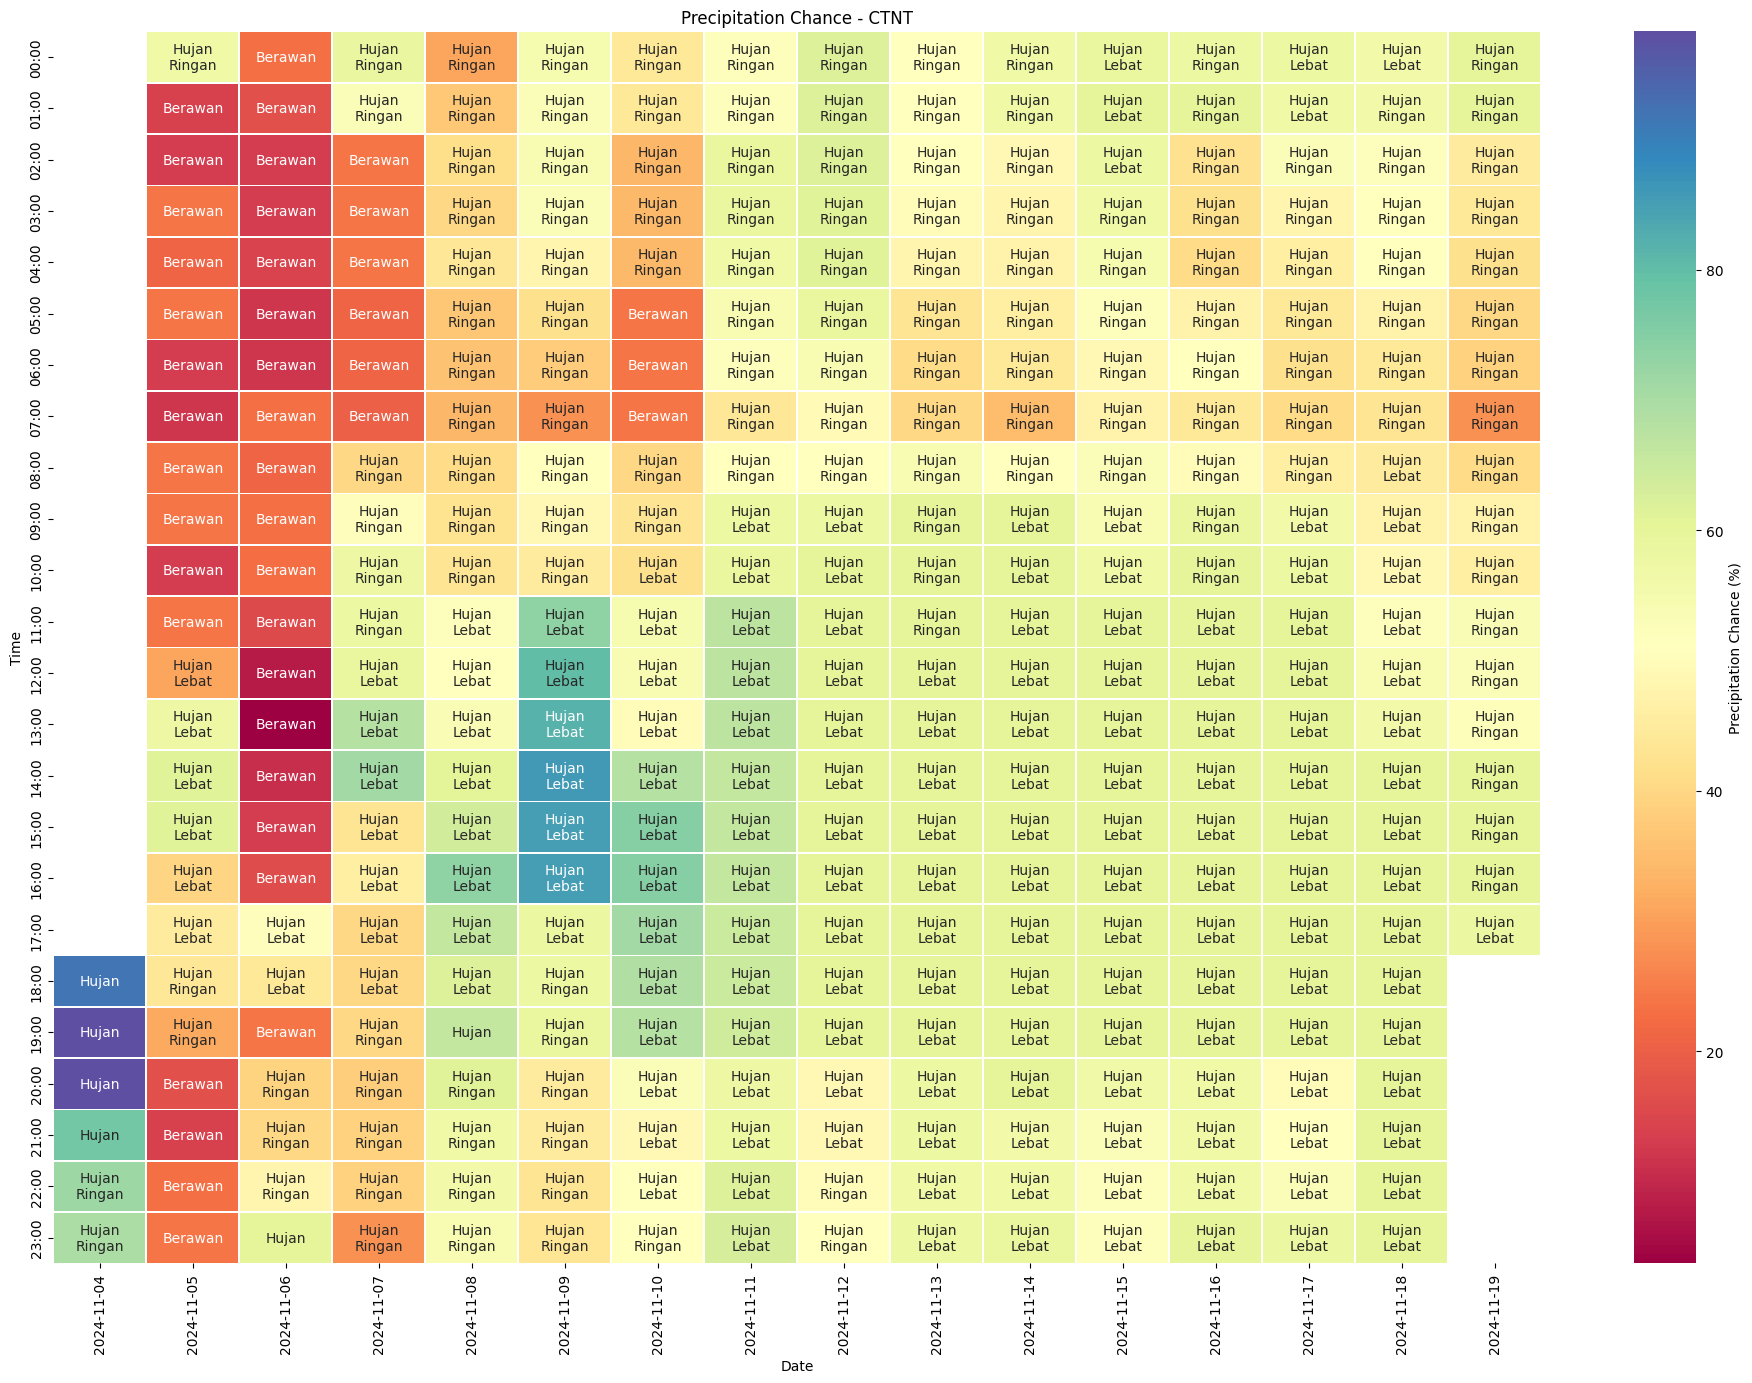 Precipitation Chance - CTNT
00:00 Hujan Ringan Berawan Hujan Ringan Hujan Ringan Hujan Ringan Hujan Ringan Hujan Ringan Hujan Ringan Hujan Ringan Hujan Ringan Hujan Lebat Hujan Ringan Hujan Lebat Hujan Lebat Hujan Ringan
01:00 Berawan Berawan Hujan Ringan Hujan Ringan Hujan Ringan Hujan Ringan Hujan Ringan Hujan Ringan Hujan Ringan Hujan Ringan Hujan Lebat Hujan Ringan Hujan Lebat Hujan Ringan Hujan Ringan
02:00 Berawan Berawan Berawan Hujan Ringan Hujan Ringan Hujan Ringan Hujan Ringan Hujan Ringan Hujan Ringan Hujan Ringan Hujan Lebat Hujan Ringan Hujan Ringan Hujan Ringan Hujan Ringan
03:00 Berawan Berawan Berawan Hujan Ringan Hujan Ringan Hujan Ringan Hujan Ringan Hujan Ringan Hujan Ringan Hujan Ringan Hujan Ringan Hujan Ringan Hujan Ringan Hujan Ringan Hujan Ringan
04:00 Berawan Berawan Berawan Hujan Ringan Hujan Ringan Hujan Ringan Hujan Ringan Hujan Ringan Hujan Ringan Hujan Ringan Hujan Ringan Hujan Ringan Hujan Ringan Hujan Ringan Hujan Ringan
05:00 Berawan Berawan Berawan Hujan Ringan Hujan Ringan Berawan Hujan Ringan Hujan Ringan Hujan Ringan Hujan Ringan Hujan Ringan Hujan Ringan Hujan Ringan Hujan Ringan Hujan Ringan
06:00 Berawan Berawan Berawan Hujan Ringan Hujan Ringan Berawan Hujan Ringan Hujan Ringan Hujan Ringan Hujan Ringan Hujan Ringan Hujan Ringan Hujan Ringan Hujan Ringan Hujan Ringan
07:00 Berawan Berawan Berawan Hujan Ringan Hujan Ringan Berawan Hujan Ringan Hujan Ringan Hujan Ringan Hujan Ringan Hujan Ringan Hujan Ringan Hujan Ringan Hujan Ringan Hujan Ringan
08:00 Berawan Berawan Hujan Ringan Hujan Ringan Hujan Ringan Hujan Ringan Hujan Ringan Hujan Ringan Hujan Ringan Hujan Ringan Hujan Ringan Hujan Ringan Hujan Ringan Hujan Lebat Hujan Ringan
09:00 Berawan Berawan Hujan Ringan Hujan Ringan Hujan Ringan Hujan Ringan Hujan Lebat Hujan Lebat Hujan Ringan Hujan Lebat Hujan Lebat Hujan Ringan Hujan Lebat Hujan Lebat Hujan Ringan
10:00 Berawan Berawan Hujan Ringan Hujan Ringan Hujan Ringan Hujan Lebat Hujan Lebat Hujan Lebat Hujan Ringan Hujan Lebat Hujan Lebat Hujan Ringan Hujan Lebat Hujan Lebat Hujan Ringan
11:00 Berawan Berawan Hujan Ringan Hujan Lebat Hujan Lebat Hujan Lebat Hujan Lebat Hujan Lebat Hujan Ringan Hujan Lebat Hujan Lebat Hujan Lebat Hujan Lebat Hujan Lebat Hujan Ringan
12:00 Hujan Lebat Berawan Hujan Lebat Hujan Lebat Hujan Lebat Hujan Lebat Hujan Lebat Hujan Lebat Hujan Lebat Hujan Lebat Hujan Lebat Hujan Lebat Hujan Lebat Hujan Lebat Hujan Ringan
13:00 Hujan Lebat Berawan Hujan Lebat Hujan Lebat Hujan Lebat Hujan Lebat Hujan Lebat Hujan Lebat Hujan Lebat Hujan Lebat Hujan Lebat Hujan Lebat Hujan Lebat Hujan Lebat Hujan Ringan
14:00 Hujan Lebat Berawan Hujan Lebat Hujan Lebat Hujan Lebat Hujan Lebat Hujan Lebat Hujan Lebat Hujan Lebat Hujan Lebat Hujan Lebat Hujan Lebat Hujan Lebat Hujan Lebat Hujan Ringan
15:00 Hujan Lebat Berawan Hujan Lebat Hujan Lebat Hujan Lebat Hujan Lebat Hujan Lebat Hujan Lebat Hujan Lebat Hujan Lebat Hujan Lebat Hujan Lebat Hujan Lebat Hujan Lebat Hujan Ringan
16:00 Hujan Lebat Berawan Hujan Lebat Hujan Lebat Hujan Lebat Hujan Lebat Hujan Lebat Hujan Lebat Hujan Lebat Hujan Lebat Hujan Lebat Hujan Lebat Hujan Lebat Hujan Lebat Hujan Ringan
17:00 Hujan Lebat Hujan Lebat Hujan Lebat Hujan Lebat Hujan Lebat Hujan Lebat Hujan Lebat Hujan Lebat Hujan Lebat Hujan Lebat Hujan Lebat Hujan Lebat Hujan Lebat Hujan Lebat Hujan Lebat
18:00 Hujan Hujan Ringan Hujan Lebat Hujan Lebat Hujan Lebat Hujan Ringan Hujan Lebat Hujan Lebat Hujan Lebat Hujan Lebat Hujan Lebat Hujan Lebat Hujan Lebat Hujan Lebat Hujan Lebat
19:00 Hujan Hujan Ringan Berawan Hujan Ringan Hujan Hujan Ringan Hujan Lebat Hujan Lebat Hujan Lebat Hujan Lebat Hujan Lebat Hujan Lebat Hujan Lebat Hujan Lebat Hujan Lebat
20:00 Hujan Berawan Hujan Ringan Hujan Ringan Hujan Ringan Hujan Ringan Hujan Lebat Hujan Lebat Hujan Lebat Hujan Lebat Hujan Lebat Hujan Lebat Hujan Lebat Hujan Lebat Hujan Lebat
21:00 Hujan Berawan Hujan Ringan Hujan Ringan Hujan Ringan Hujan Ringan Hujan Lebat Hujan Lebat Hujan Lebat Hujan Lebat Hujan Lebat Hujan Lebat Hujan Lebat Hujan Lebat Hujan Lebat
22:00 Hujan Ringan Berawan Hujan Ringan Hujan Ringan Hujan Ringan Hujan Ringan Hujan Lebat Hujan Lebat Hujan Ringan Hujan Lebat Hujan Lebat Hujan Lebat Hujan Lebat Hujan Lebat Hujan Lebat
23:00 Hujan Ringan Berawan Hujan Hujan Ringan Hujan Ringan Hujan Ringan Hujan Ringan Hujan Lebat Hujan Ringan Hujan Lebat Hujan Lebat Hujan Lebat Hujan Lebat Hujan Lebat Hujan Lebat
Time
2024-11-04 2024-11-05 2024-11-06 2024-11-07 2024-11-08 2024-11-09 2024-11-10 2024-11-11 2024-11-12 2024-11-13 2024-11-14 2024-11-15 2024-11-16 2024-11-17 2024-11-18 2024-11-19
Date
80
60
40
20
Precipitation Chance (%)